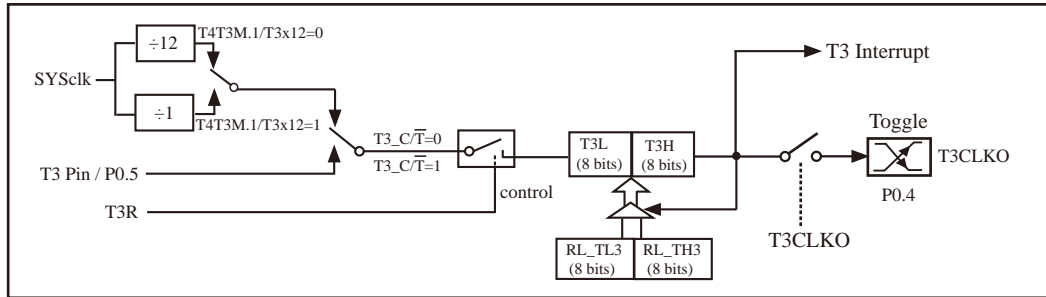 ÷12
T4T3M.1/T3x12=0
SYSclk
÷1
T4T3M.1/T3x12=1
T3_C/T̅=0
T3_C/T̅=1
T3 Pin / P0.5
T3R
control
T3L
(8 bits)
T3H
(8 bits)
T3 Interrupt
Toggle
T3CLKO
P0.4
T3CLKO
RL_TL3
(8 bits)
RL_TH3
(8 bits)